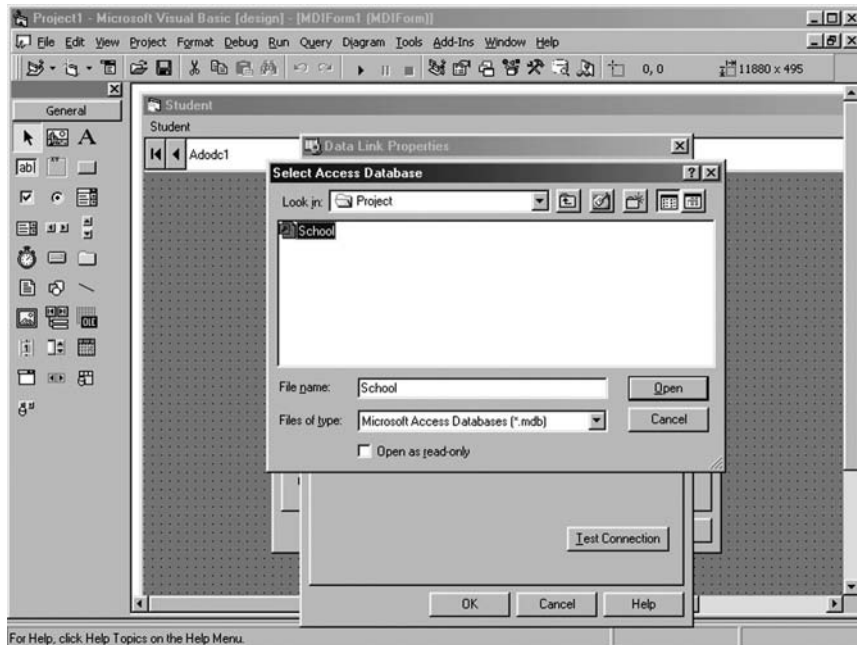 Project1 - Microsoft Visual Basic [design] - [MDIForm1 (MDIForm)]
File Edit View Project Format Debug Run Query Diagram Tools Add-Ins Window Help
0, 0
11880 x 495
General
A
abl
OLE
Student
Student
Adodc1
Data Link Properties
Select Access Database
Look in:
Project
School
File name:
School
Open
Files of type:
Microsoft Access Databases (*.mdb)
Cancel
Open as read-only
Test Connection
OK
Cancel
Help
For Help, click Help Topics on the Help Menu.